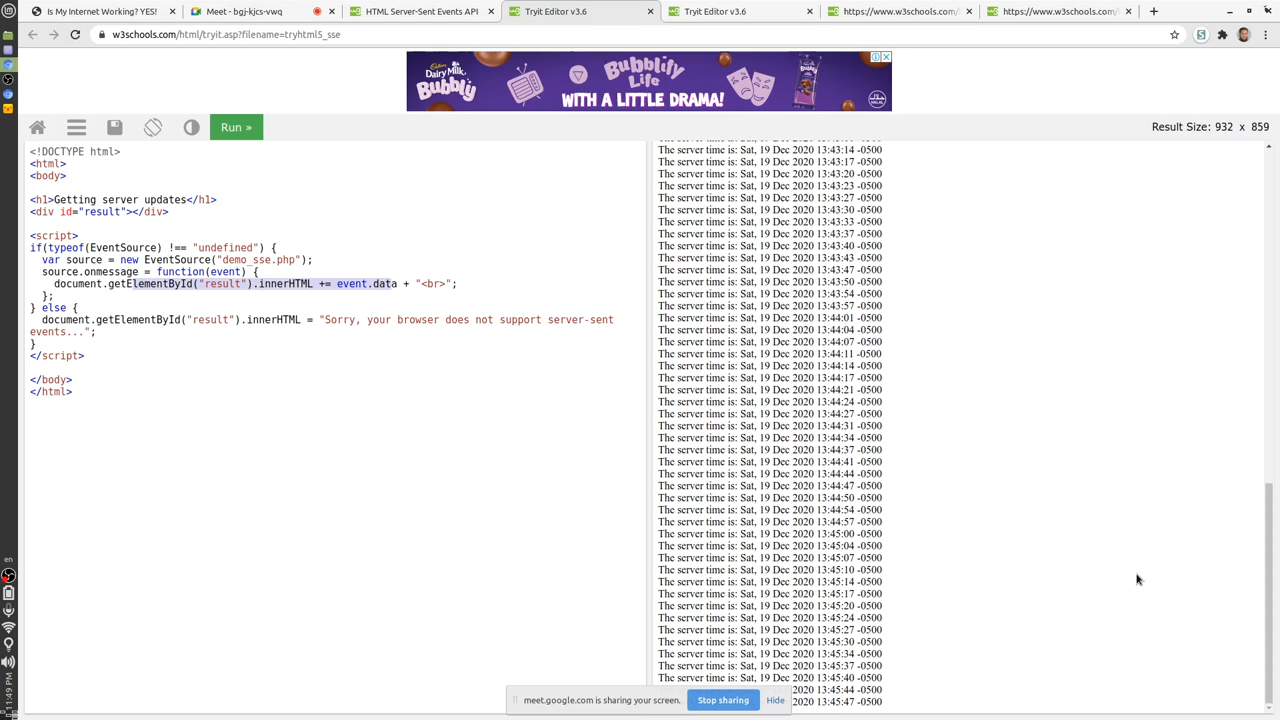 Is My Internet Working? YES!
Meet - bgj-kjcs-vwq
HTML Server-Sent Events API
Tryit Editor v3.6
Tryit Editor v3.6
https://www.w3schools.com/
https://www.w3schools.com/
w3schools.com/html/tryit.asp?filename=tryhtml5_sse
Cadbury
Dairy Milk
Bubbly
Bubblify
Life
WITH A LITTLE DRAMA!
Run »
Result Size: 932 x 859
<!DOCTYPE html>
<html>
<body>
<h1>Getting server updates</h1>
<div id="result"></div>
<script>
if(typeof(EventSource) !== "undefined") {
var source = new EventSource("demo_sse.php");
source.onmessage = function(event) {
document.getElementById("result").innerHTML += event.data + "<br>";
};
} else {
document.getElementById("result").innerHTML = "Sorry, your browser does not support server-sent
events...";
}
</script>
</body>
</html>
The server time is: Sat, 19 Dec 2020 13:43:14 -0500
The server time is: Sat, 19 Dec 2020 13:43:17 -0500
The server time is: Sat, 19 Dec 2020 13:43:20 -0500
The server time is: Sat, 19 Dec 2020 13:43:23 -0500
The server time is: Sat, 19 Dec 2020 13:43:27 -0500
The server time is: Sat, 19 Dec 2020 13:43:30 -0500
The server time is: Sat, 19 Dec 2020 13:43:33 -0500
The server time is: Sat, 19 Dec 2020 13:43:37 -0500
The server time is: Sat, 19 Dec 2020 13:43:40 -0500
The server time is: Sat, 19 Dec 2020 13:43:43 -0500
The server time is: Sat, 19 Dec 2020 13:43:47 -0500
The server time is: Sat, 19 Dec 2020 13:43:50 -0500
The server time is: Sat, 19 Dec 2020 13:43:54 -0500
The server time is: Sat, 19 Dec 2020 13:43:57 -0500
The server time is: Sat, 19 Dec 2020 13:44:01 -0500
The server time is: Sat, 19 Dec 2020 13:44:04 -0500
The server time is: Sat, 19 Dec 2020 13:44:07 -0500
The server time is: Sat, 19 Dec 2020 13:44:11 -0500
The server time is: Sat, 19 Dec 2020 13:44:14 -0500
The server time is: Sat, 19 Dec 2020 13:44:17 -0500
The server time is: Sat, 19 Dec 2020 13:44:21 -0500
The server time is: Sat, 19 Dec 2020 13:44:24 -0500
The server time is: Sat, 19 Dec 2020 13:44:27 -0500
The server time is: Sat, 19 Dec 2020 13:44:31 -0500
The server time is: Sat, 19 Dec 2020 13:44:34 -0500
The server time is: Sat, 19 Dec 2020 13:44:37 -0500
The server time is: Sat, 19 Dec 2020 13:44:41 -0500
The server time is: Sat, 19 Dec 2020 13:44:44 -0500
The server time is: Sat, 19 Dec 2020 13:44:47 -0500
The server time is: Sat, 19 Dec 2020 13:44:50 -0500
The server time is: Sat, 19 Dec 2020 13:44:54 -0500
The server time is: Sat, 19 Dec 2020 13:44:57 -0500
The server time is: Sat, 19 Dec 2020 13:45:00 -0500
The server time is: Sat, 19 Dec 2020 13:45:04 -0500
The server time is: Sat, 19 Dec 2020 13:45:07 -0500
The server time is: Sat, 19 Dec 2020 13:45:10 -0500
The server time is: Sat, 19 Dec 2020 13:45:14 -0500
The server time is: Sat, 19 Dec 2020 13:45:17 -0500
The server time is: Sat, 19 Dec 2020 13:45:20 -0500
The server time is: Sat, 19 Dec 2020 13:45:24 -0500
The server time is: Sat, 19 Dec 2020 13:45:27 -0500
The server time is: Sat, 19 Dec 2020 13:45:30 -0500
The server time is: Sat, 19 Dec 2020 13:45:34 -0500
The server time is: Sat, 19 Dec 2020 13:45:37 -0500
The server time is: Sat, 19 Dec 2020 13:45:40 -0500
2020 13:45:44 -0500
2020 13:45:47 -0500
meet.google.com is sharing your screen.
Stop sharing
Hide
en
11:49 PM